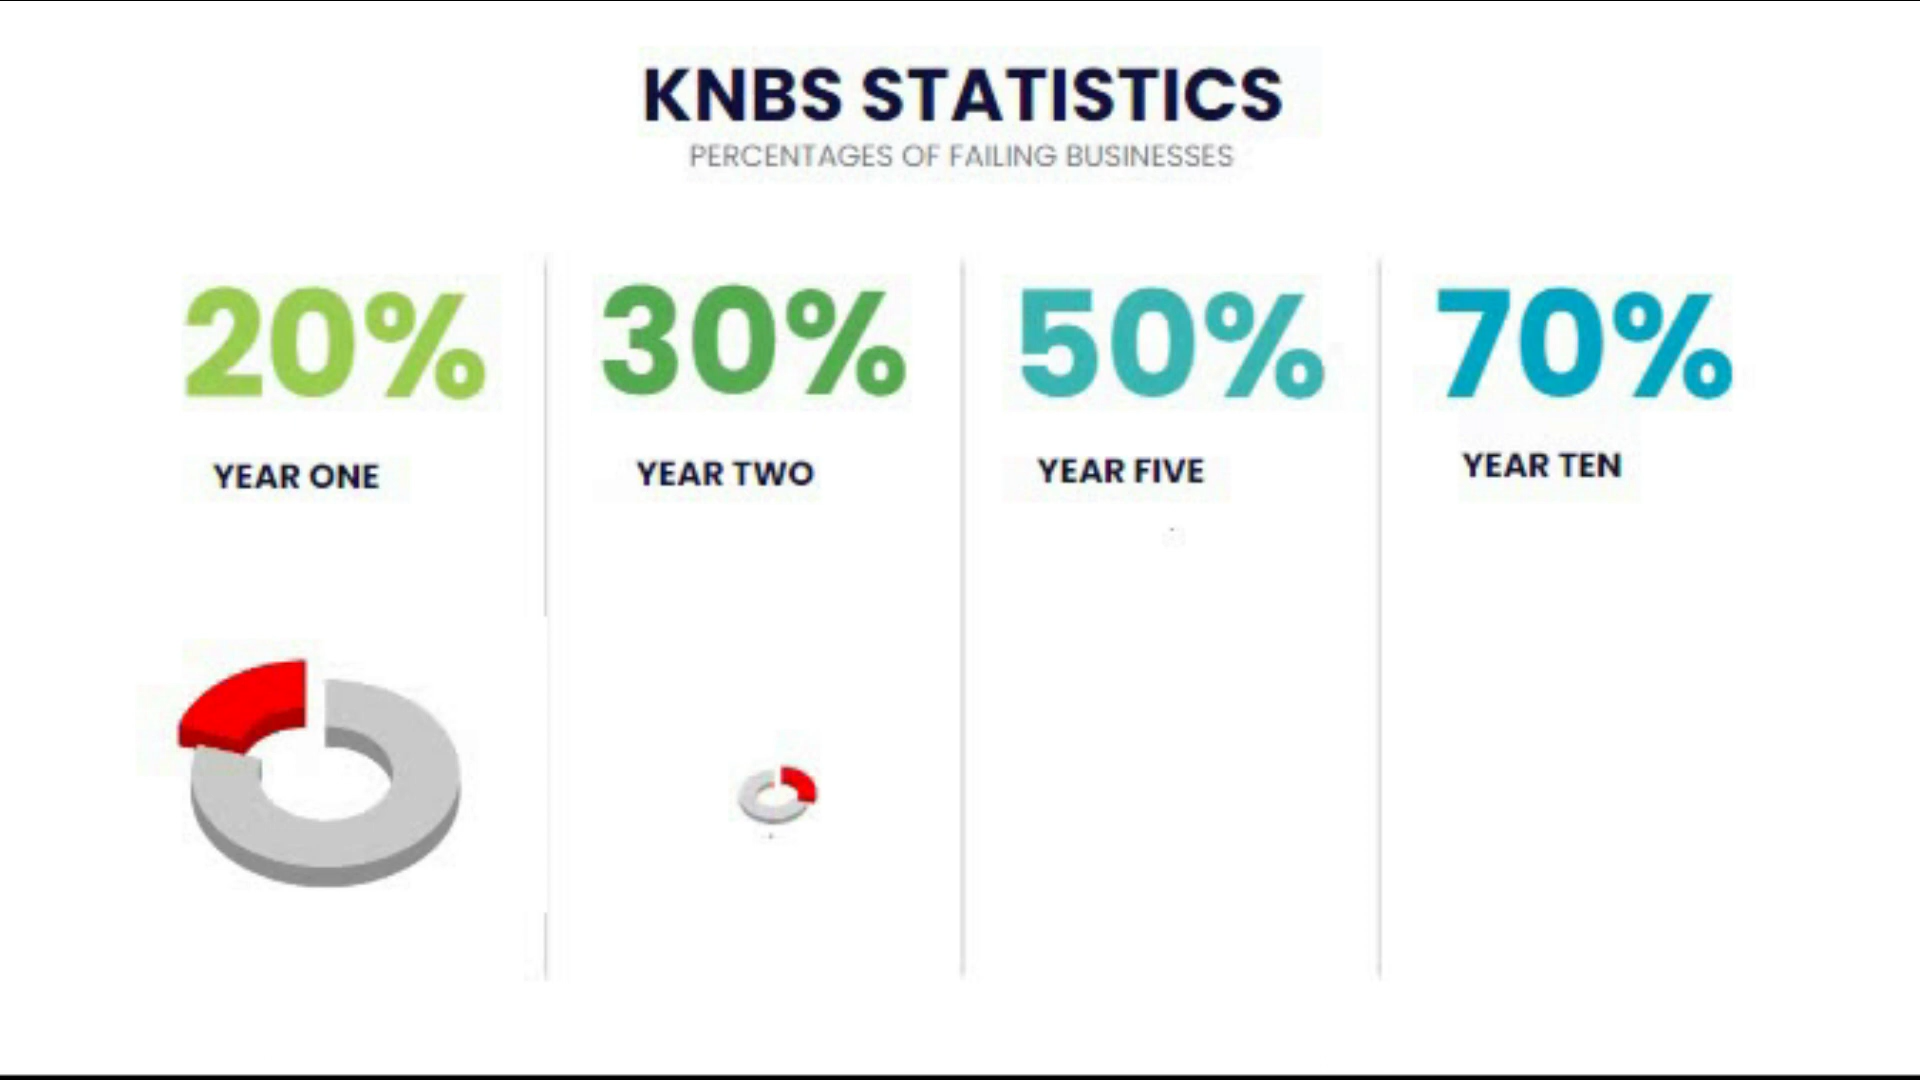 KNBS STATISTICS
PERCENTAGES OF FAILING BUSINESSES
20%
YEAR ONE
30%
YEAR TWO
50%
YEAR FIVE
70%
YEAR TEN